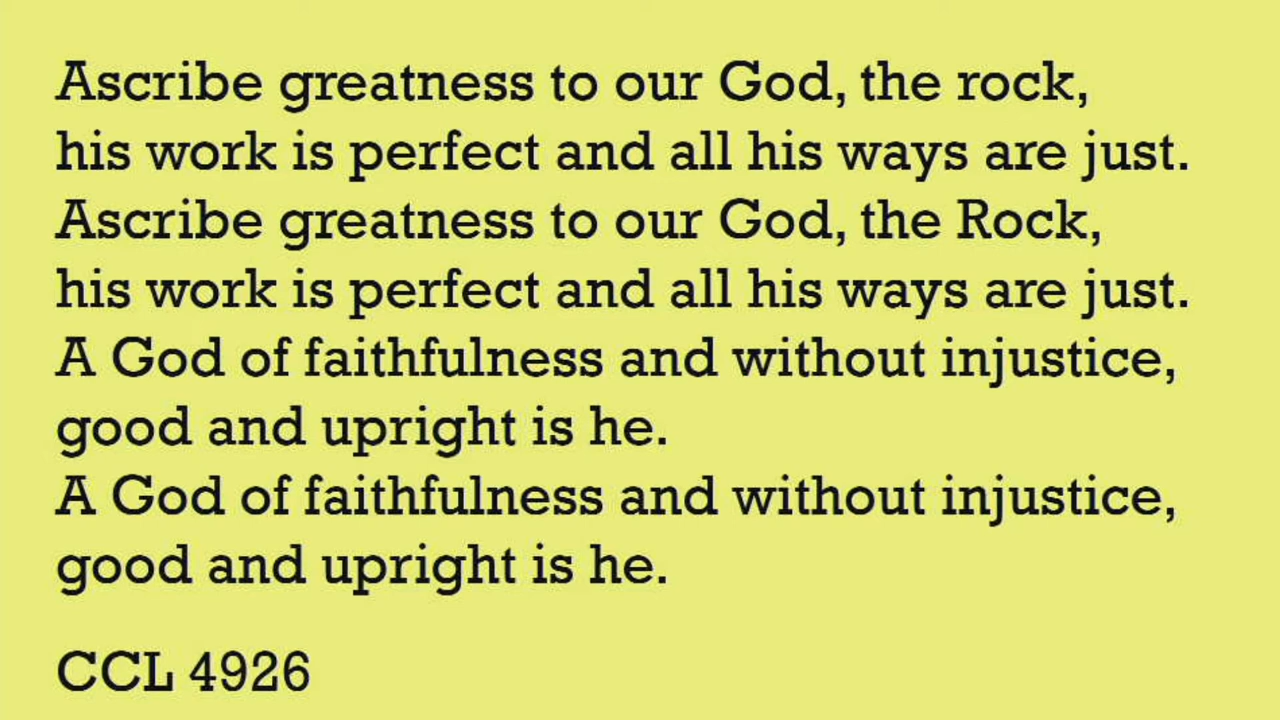 Ascribe greatness to our God, the rock,
his work is perfect and all his ways are just.
Ascribe greatness to our God, the Rock,
his work is perfect and all his ways are just.
A God of faithfulness and without injustice,
good and upright is he.
A God of faithfulness and without injustice,
good and upright is he.
CCL 4926